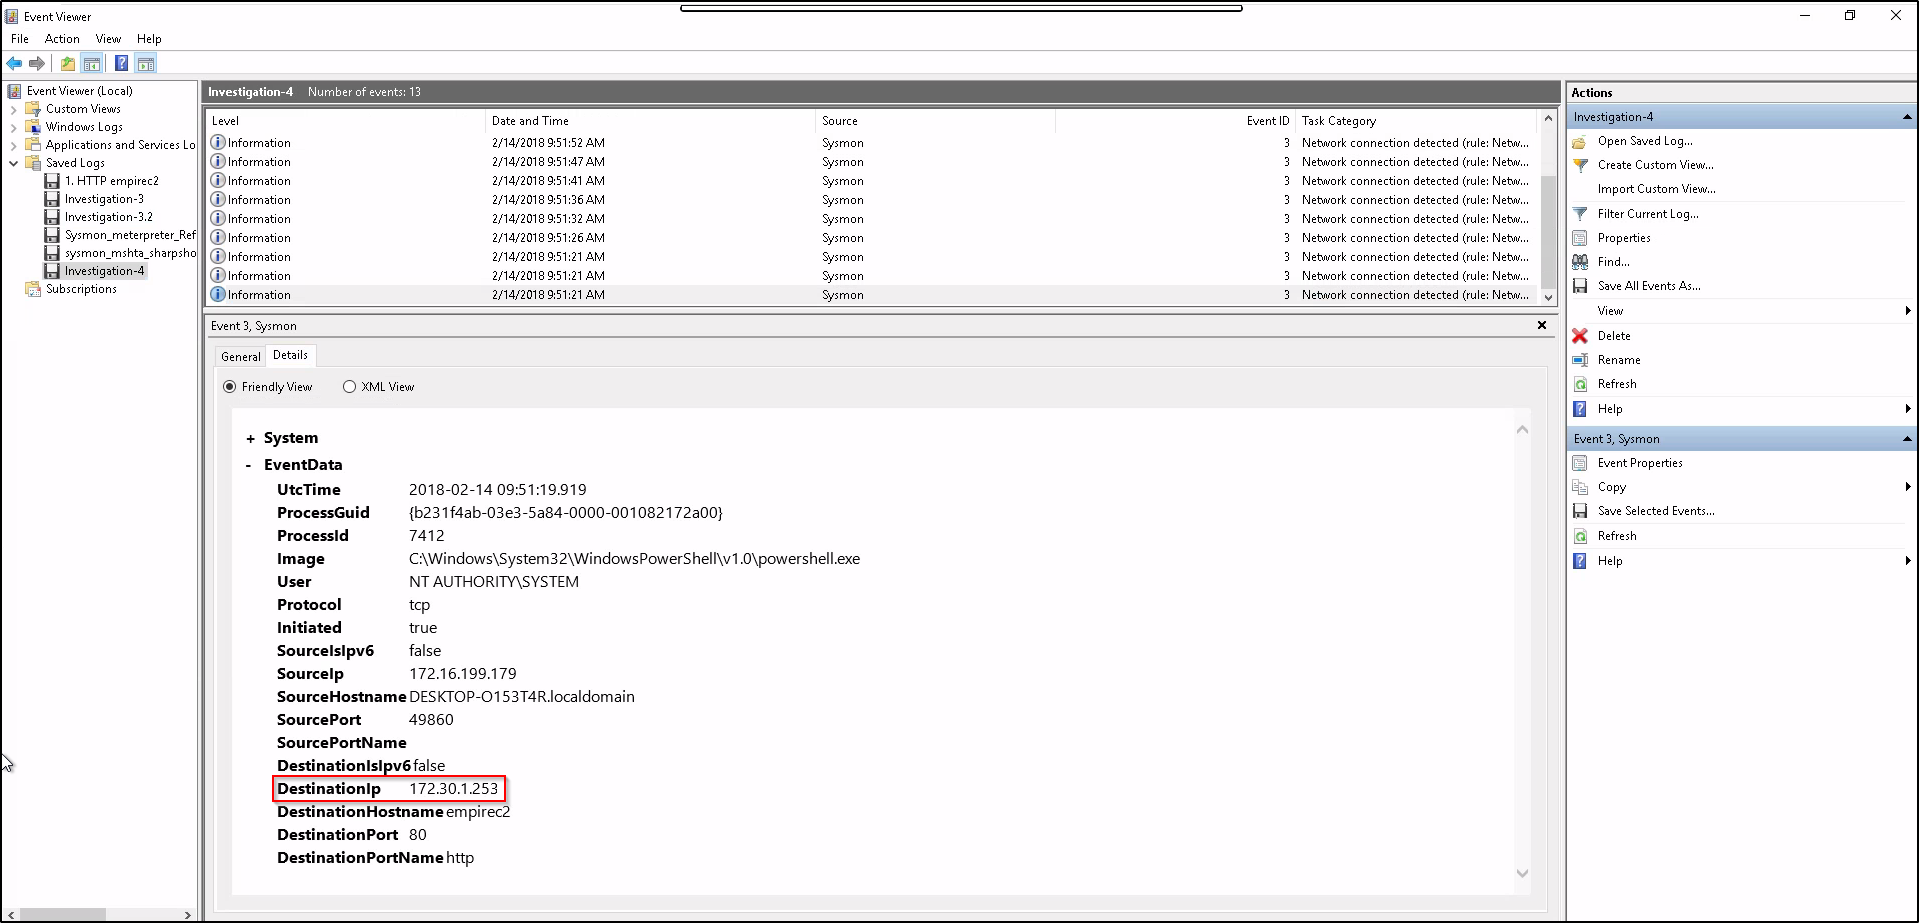 Event Viewer
File Action View Help
Event Viewer (Local)
Custom Views
Windows Logs
Applications and Services Lo
Saved Logs
1. HTTP empirec2
Investigation-3
Investigation-3.2
Sysmon_meterpreter_Ref
sysmon_mshta_sharpsho
Investigation-4
Subscriptions
Investigation-4 Number of events: 13
Level Date and Time Source Event ID Task Category
Information 2/14/2018 9:51:52 AM Sysmon 3 Network connection detected (rule: Netw...
Information 2/14/2018 9:51:47 AM Sysmon 3 Network connection detected (rule: Netw...
Information 2/14/2018 9:51:41 AM Sysmon 3 Network connection detected (rule: Netw...
Information 2/14/2018 9:51:36 AM Sysmon 3 Network connection detected (rule: Netw...
Information 2/14/2018 9:51:32 AM Sysmon 3 Network connection detected (rule: Netw...
Information 2/14/2018 9:51:26 AM Sysmon 3 Network connection detected (rule: Netw...
Information 2/14/2018 9:51:21 AM Sysmon 3 Network connection detected (rule: Netw...
Information 2/14/2018 9:51:21 AM Sysmon 3 Network connection detected (rule: Netw...
Information 2/14/2018 9:51:21 AM Sysmon 3 Network connection detected (rule: Netw...
Event 3, Sysmon
General Details
Friendly View XML View
+ System
- EventData
UtcTime 2018-02-14 09:51:19.919
ProcessGuid {b231f4ab-03e3-5a84-0000-001082172a00}
ProcessId 7412
Image C:\Windows\System32\WindowsPowerShell\v1.0\powershell.exe
User NT AUTHORITY\SYSTEM
Protocol tcp
Initiated true
SourceIsIpv6 false
SourceIp 172.16.199.179
SourceHostname DESKTOP-O153T4R.localdomain
SourcePort 49860
SourcePortName
DestinationIsIpv6 false
DestinationIp 172.30.1.253
DestinationHostname empirec2
DestinationPort 80
DestinationPortName http
Actions
Investigation-4
Open Saved Log...
Create Custom View...
Import Custom View...
Filter Current Log...
Properties
Find...
Save All Events As...
View
Delete
Rename
Refresh
Help
Event 3, Sysmon
Event Properties
Copy
Save Selected Events...
Refresh
Help